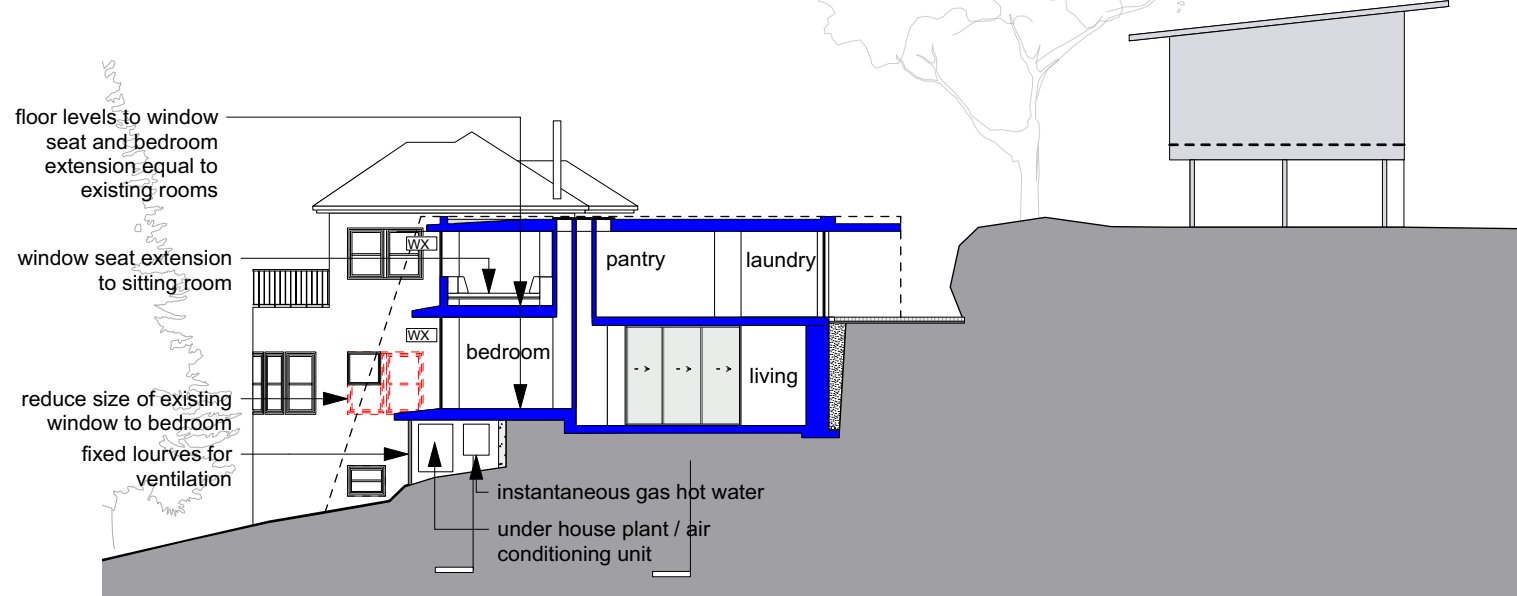 floor levels to window
seat and bedroom
extension equal to
existing rooms
window seat extension
to sitting room
WX
pantry
laundry
WX
bedroom
living
reduce size of existing
window to bedroom
fixed lourves for
ventilation
instantaneous gas hot water
under house plant / air
conditioning unit